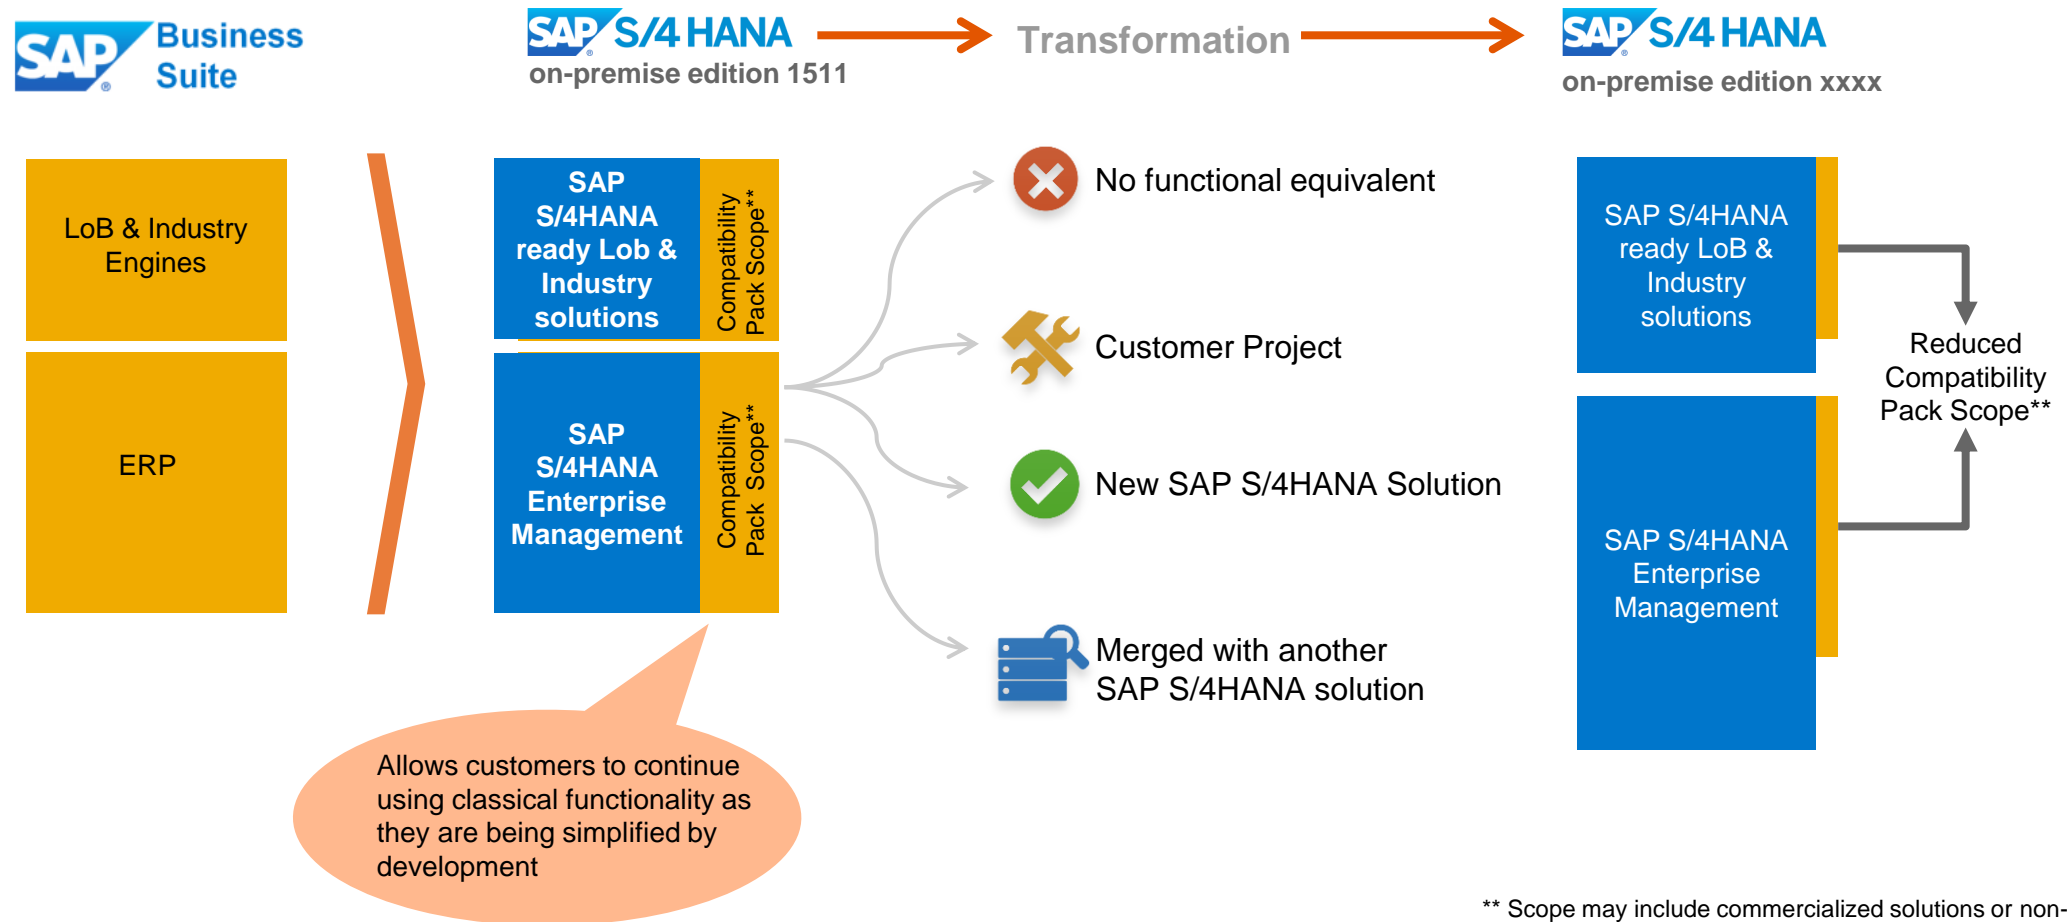 SAP Business
Suite
SAP S/4HANA
on-premise edition 1511
Transformation
SAP S/4HANA
on-premise edition xxxx
LoB & Industry
Engines
ERP
SAP
S/4HANA
ready Lob &
Industry
solutions
Compatibility
Pack Scope**
SAP
S/4HANA
Enterprise
Management
Compatibility
Pack Scope**
No functional equivalent
Customer Project
New SAP S/4HANA Solution
Merged with another
SAP S/4HANA solution
SAP S/4HANA
ready LoB &
Industry
solutions
SAP S/4HANA
Enterprise
Management
Reduced
Compatibility
Pack Scope**
Allows customers to continue
using classical functionality as
they are being simplified by
development
** Scope may include commercialized solutions or non-